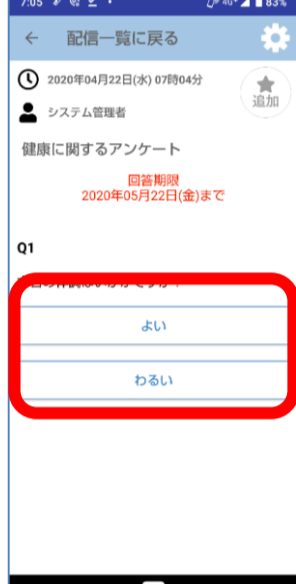 7:05
83%
配信一覧に戻る
2020年04月22日(水) 07時04分
追加
システム管理者
健康に関するアンケート
回答期限
2020年05月22日(金)まで
Q1
よい
わるい